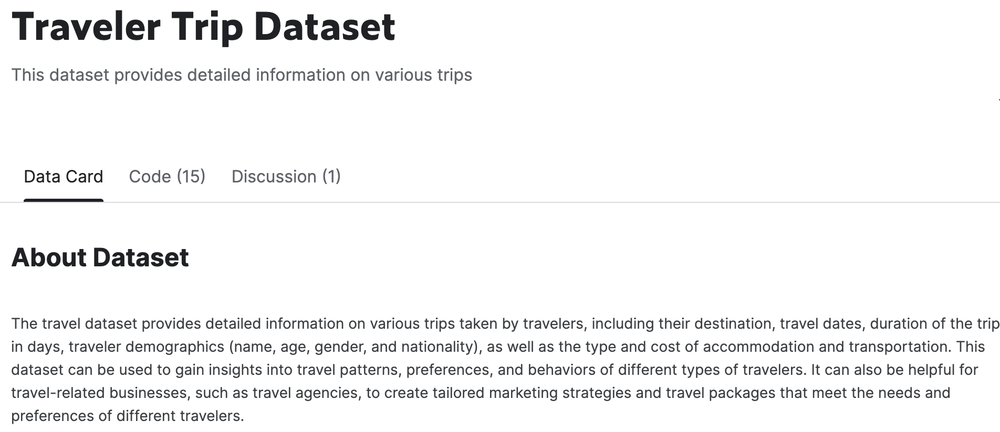 Traveler Trip Dataset
This dataset provides detailed information on various trips
Data Card Code (15) Discussion (1)
About Dataset
The travel dataset provides detailed information on various trips taken by travelers, including their destination, travel dates, duration of the trip
in days, traveler demographics (name, age, gender, and nationality), as well as the type and cost of accommodation and transportation. This
dataset can be used to gain insights into travel patterns, preferences, and behaviors of different types of travelers. It can also be helpful for
travel-related businesses, such as travel agencies, to create tailored marketing strategies and travel packages that meet the needs and
preferences of different travelers.